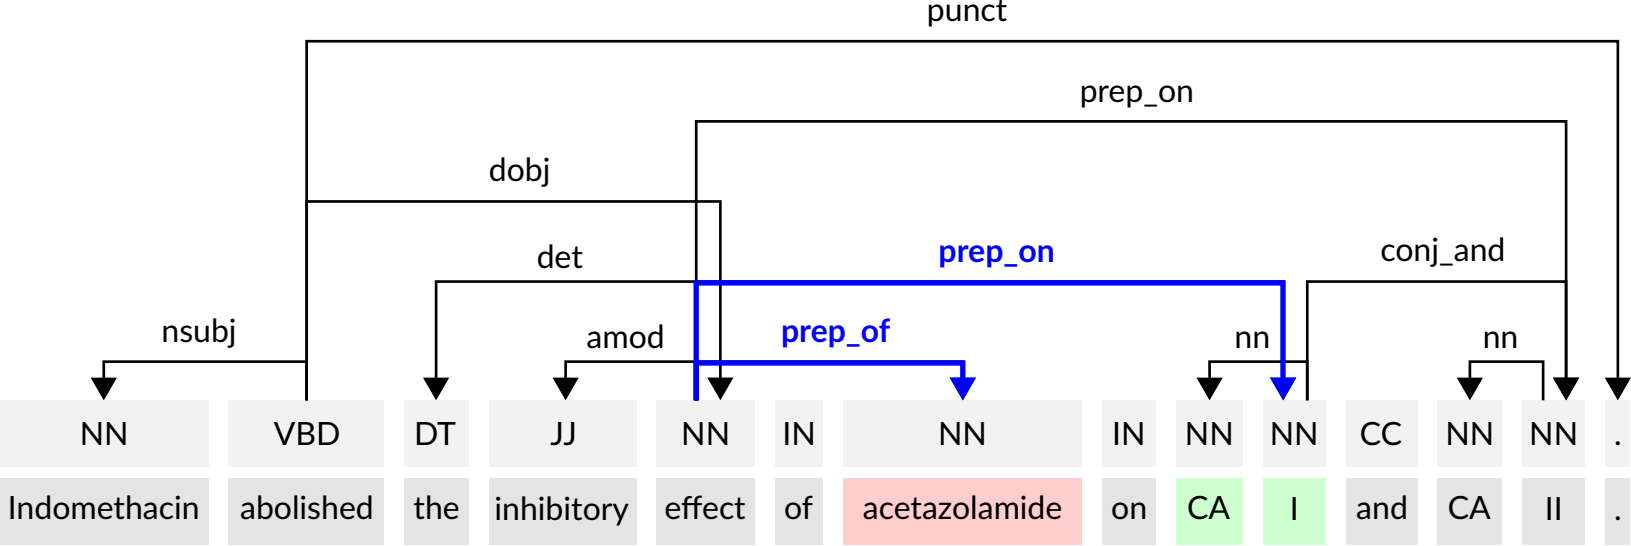 punct
prep_on
dobj
det prep_on conj_and
nsubj amod prep_of nn nn
NN VBD DT JJ NN IN NN IN NN NN CC NN NN .
Indomethacin abolished the inhibitory effect of acetazolamide on CA I and CA II .